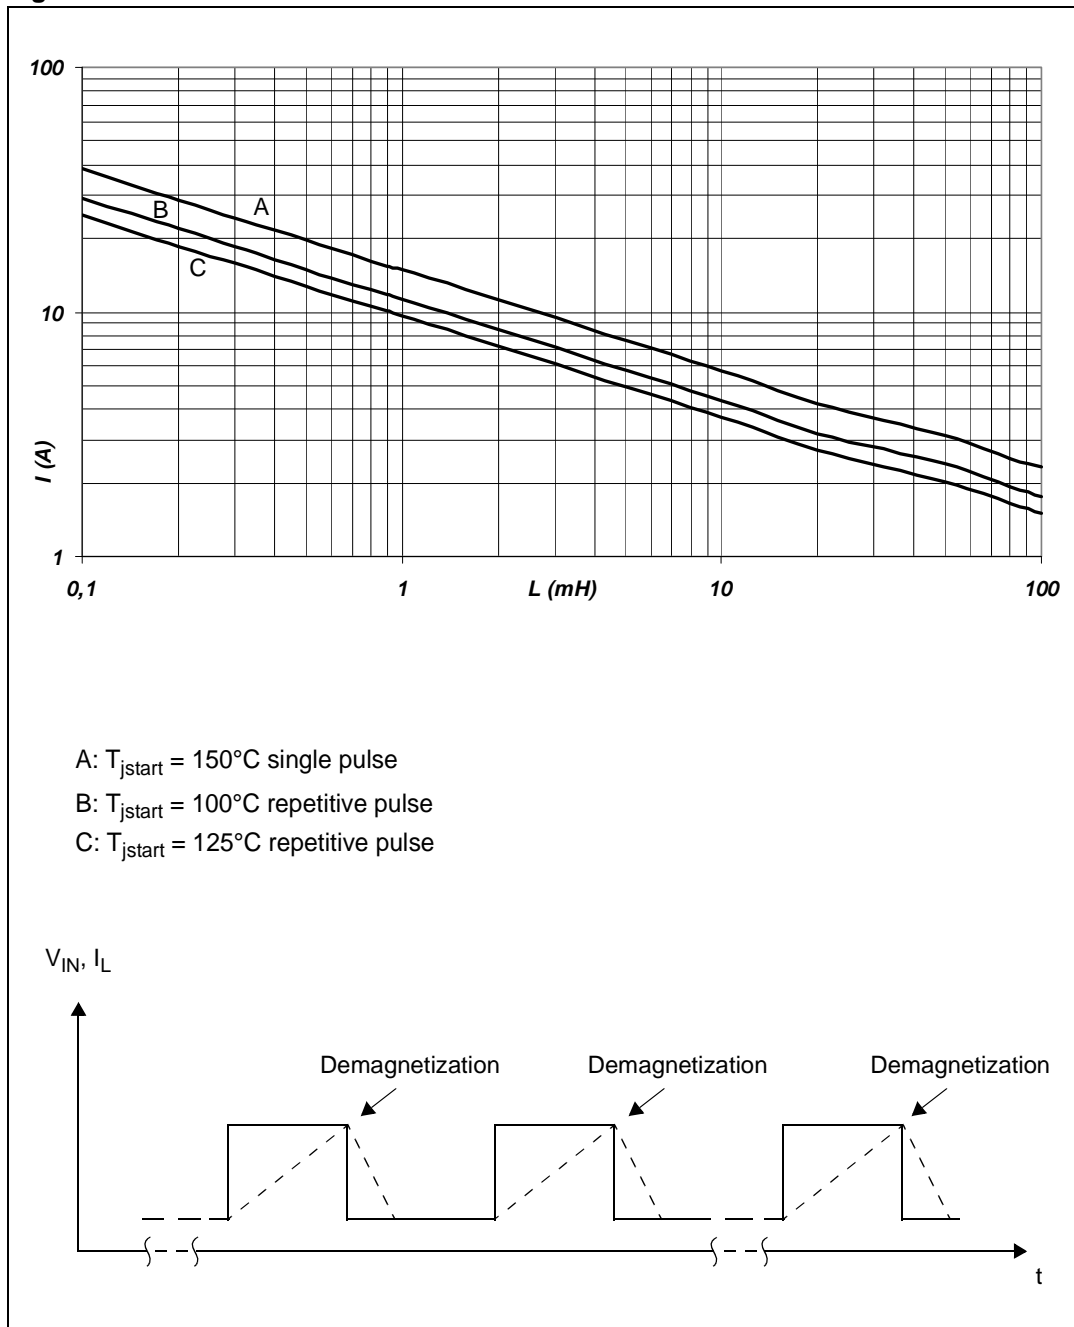 100
A
B
C
10
I (A)
1
0,1
1
L (mH)
10
100
A: Tjstart = 150°C single pulse
B: Tjstart = 100°C repetitive pulse
C: Tjstart = 125°C repetitive pulse
VIN, IL
Demagnetization
Demagnetization
Demagnetization
t